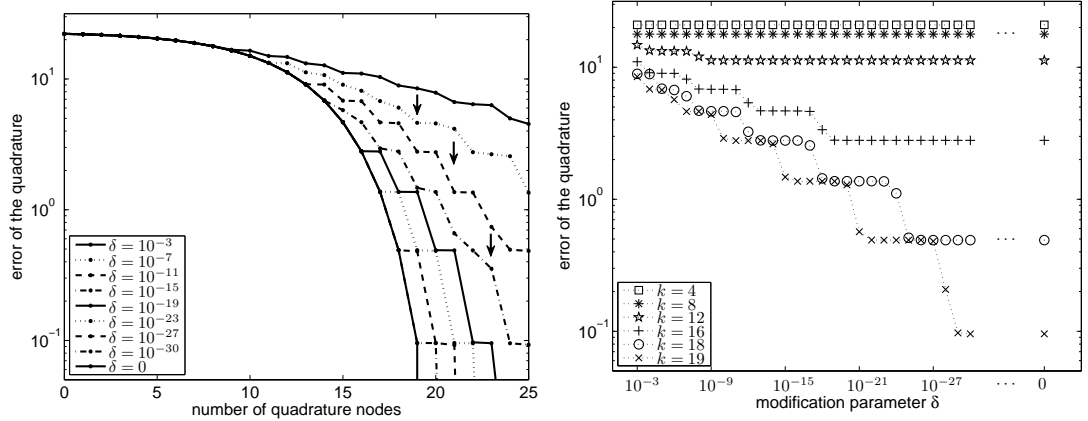 10^1
10^0
10^{-1}
error of the quadrature
δ = 10^{-3}
δ = 10^{-7}
δ = 10^{-11}
δ = 10^{-15}
δ = 10^{-19}
δ = 10^{-23}
δ = 10^{-27}
δ = 10^{-30}
δ = 0
0 5 10 15 20 25
number of quadrature nodes
10^1
10^0
10^{-1}
error of the quadrature
...
...
k = 4
k = 8
k = 12
k = 16
k = 18
k = 19
10^{-3} 10^{-9} 10^{-15} 10^{-21} 10^{-27} ... 0
modification parameter δ